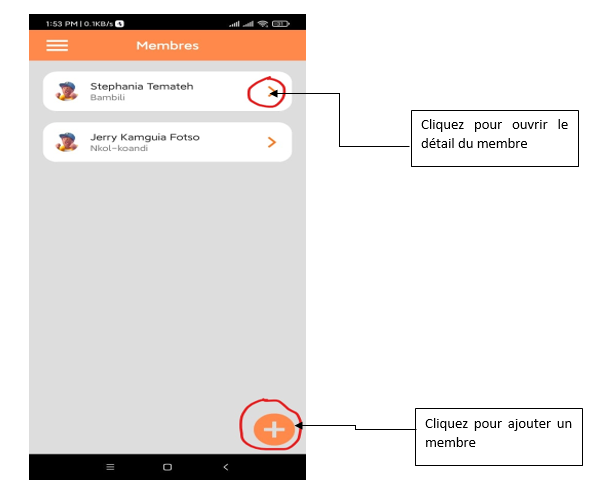 1:53 PM | 0.1KB/s
Membres
Stephania Temateh
Bambili
Jerry Kamguia Fotso
Nkol-koandi
Cliquez pour ouvrir le
détail du membre
Cliquez pour ajouter un
membre